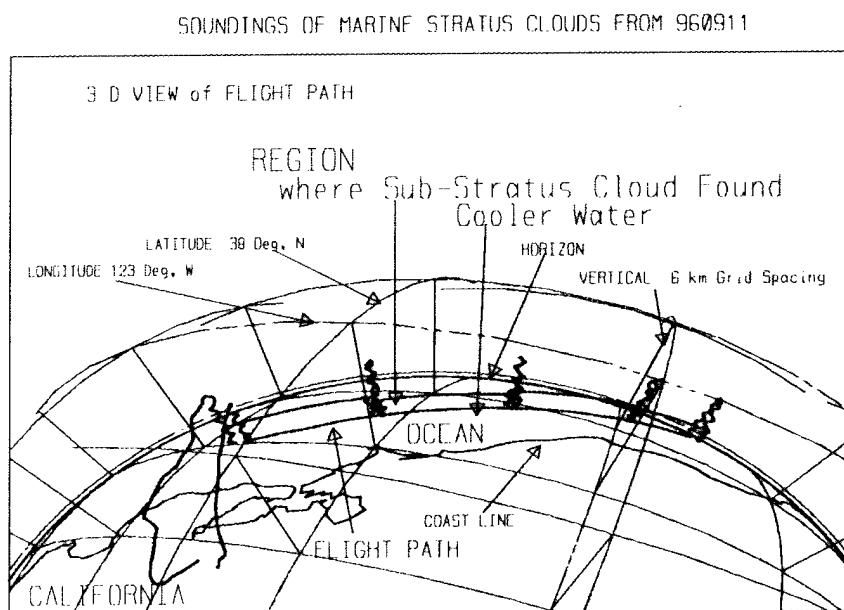 SOUNDINGS OF MARINE STRATUS CLOUDS FROM 960911
3 D VIEW of FLIGHT PATH
REGION
where Sub-Stratus Cloud Found
Cooler Water
LATITUDE 38 Deg, N
HORIZON
LONGITUDE 123 Deg, W
VERTICAL 6 km Grid Spacing
OCEAN
COAST LINE
FLIGHT PATH
CALIFORNIA